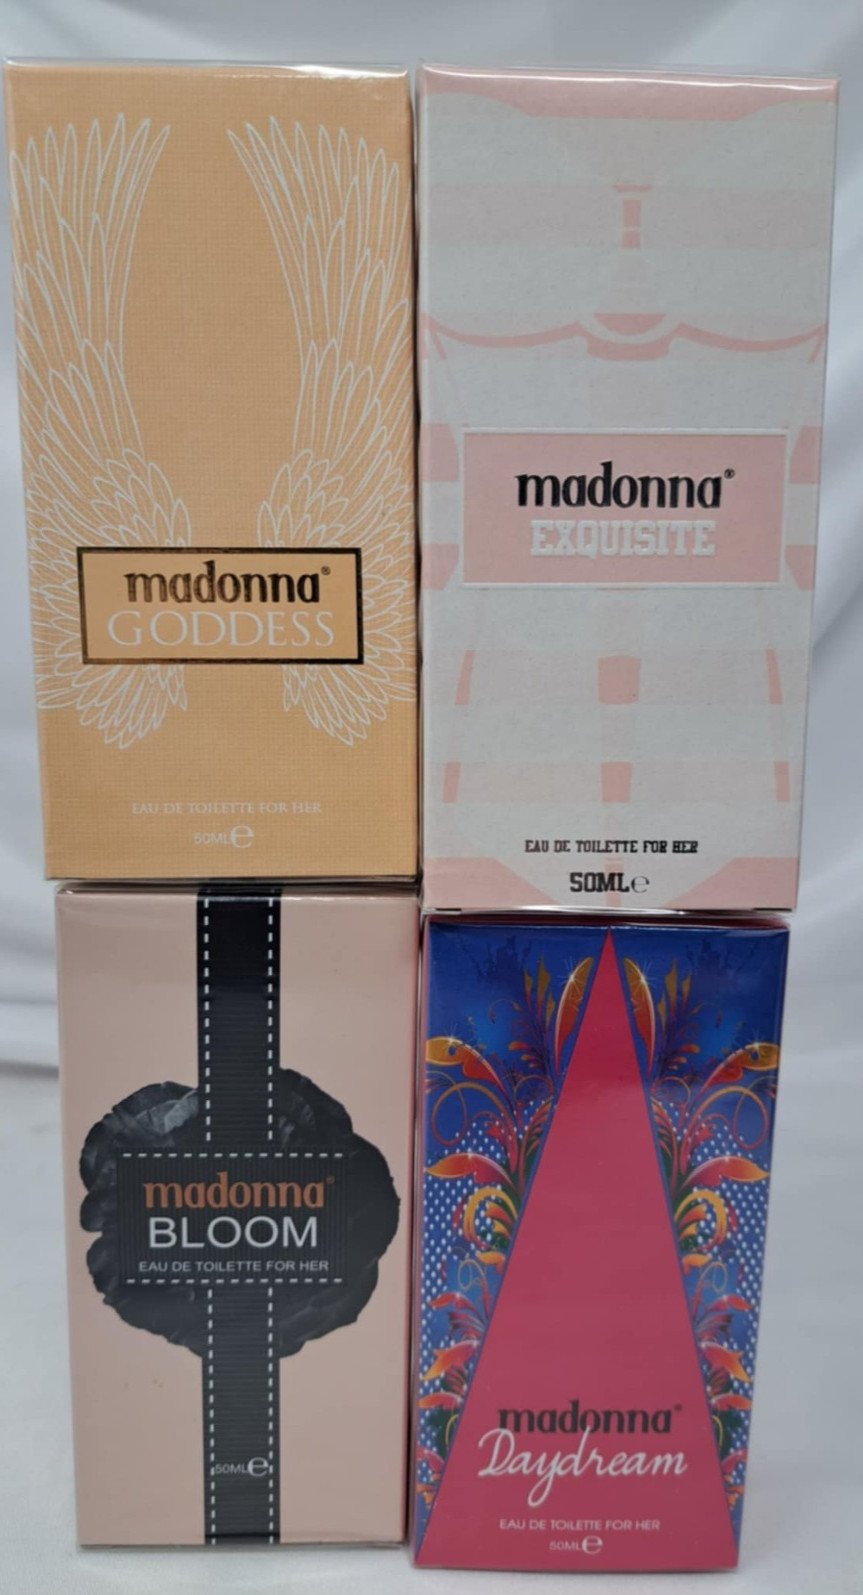 madonna®
GODDESS
EAU DE TOILETTE FOR HER
50ML℮
madonna®
EXQUISITE
EAU DE TOILETTE FOR HER
50ML℮
madonna®
BLOOM
EAU DE TOILETTE FOR HER
50ML℮
madonna®
Daydream
EAU DE TOILETTE FOR HER
50ML℮